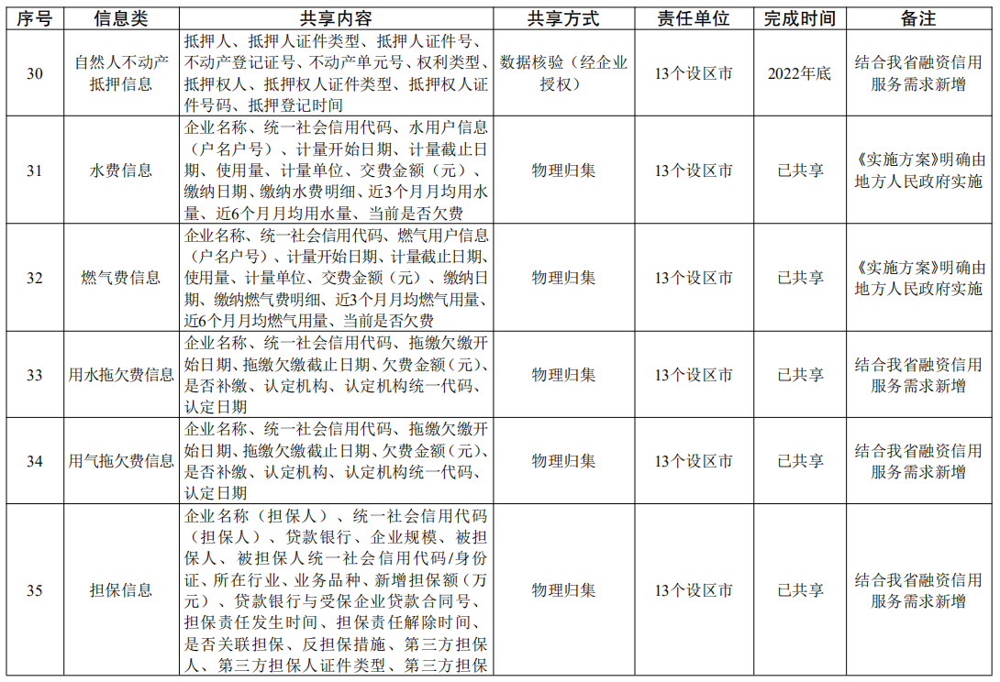 序号 信息类 共享内容 共享方式 责任单位 完成时间 备注
30
自然人不动产
抵押信息
抵押人、抵押人证件类型、抵押人证件号、
不动产登记证号、不动产单元号、权利类型、
抵押权人、抵押权人证件类型、抵押权人证
件号码、抵押登记时间
数据核验（经企业
授权）
13个设区市
2022年底
结合我省融资信用
服务需求新增
31
水费信息
企业名称、统一社会信用代码、水用户信息
（户名户号）、计量开始日期、计量截止日
期、使用量、计量单位、交费金额（元）、
缴纳日期、缴纳水费明细、近3个月月均用水
量、近6个月月均用水量、当前是否欠费
物理归集
13个设区市
已共享
《实施方案》明确由
地方人民政府实施
32
燃气费信息
企业名称、统一社会信用代码、燃气用户信息
（户名户号）、计量开始日期、计量截止日期、
使用量、计量单位、交费金额（元）、缴纳日
期、缴纳燃气费明细、近3个月月均燃气用量、
近6个月月均燃气用量、当前是否欠费
物理归集
13个设区市
已共享
《实施方案》明确由
地方人民政府实施
33
用水拖欠费信息
企业名称、统一社会信用代码、拖缴欠缴开
始日期、拖缴欠缴截止日期、欠费金额（元）、
是否补缴、认定机构、认定机构统一代码、
认定日期
物理归集
13个设区市
已共享
结合我省融资信用
服务需求新增
34
用气拖欠费信息
企业名称、统一社会信用代码、拖缴欠缴开
始日期、拖缴欠缴截止日期、欠费金额（元）、
是否补缴、认定机构、认定机构统一代码、
认定日期
物理归集
13个设区市
已共享
结合我省融资信用
服务需求新增
35
担保信息
企业名称（担保人）、统一社会信用代码
（担保人）、贷款银行、企业规模、被担
保人、被担保人统一社会信用代码/身份
证、所在行业、业务品种、新增担保额（万
元）、贷款银行与受保企业贷款合同号、
担保责任发生时间、担保责任解除时间、
是否关联担保、反担保措施、第三方担保
人、第三方担保人证件类型、第三方担保
物理归集
13个设区市
已共享
结合我省融资信用
服务需求新增